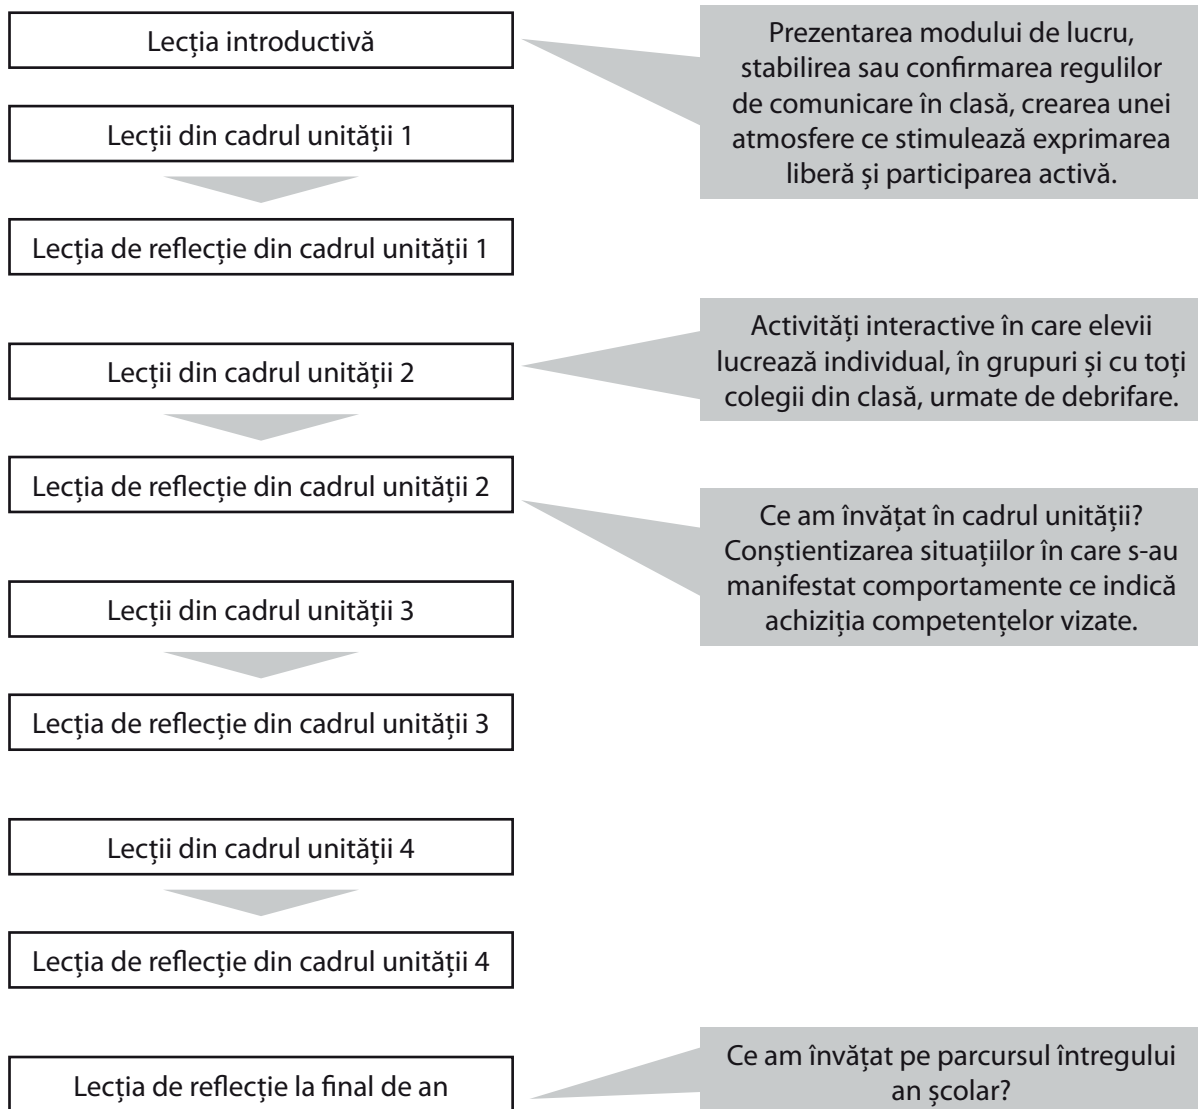 Lecția introductivă
Prezentarea modului de lucru,
stabilirea sau confirmarea regulilor
de comunicare în clasă, crearea unei
atmosfere ce stimulează exprimarea
liberă și participarea activă.
Lecții din cadrul unității 1
Lecția de reflecție din cadrul unității 1
Lecții din cadrul unității 2
Activități interactive în care elevii
lucrează individual, în grupuri și cu toți
colegii din clasă, urmate de debrifare.
Lecția de reflecție din cadrul unității 2
Ce am învățat în cadrul unității?
Conștientizarea situațiilor în care s-au
manifestat comportamente ce indică
achiziția competențelor vizate.
Lecții din cadrul unității 3
Lecția de reflecție din cadrul unității 3
Lecții din cadrul unității 4
Lecția de reflecție din cadrul unității 4
Lecția de reflecție la final de an
Ce am învățat pe parcursul întregului
an școlar?